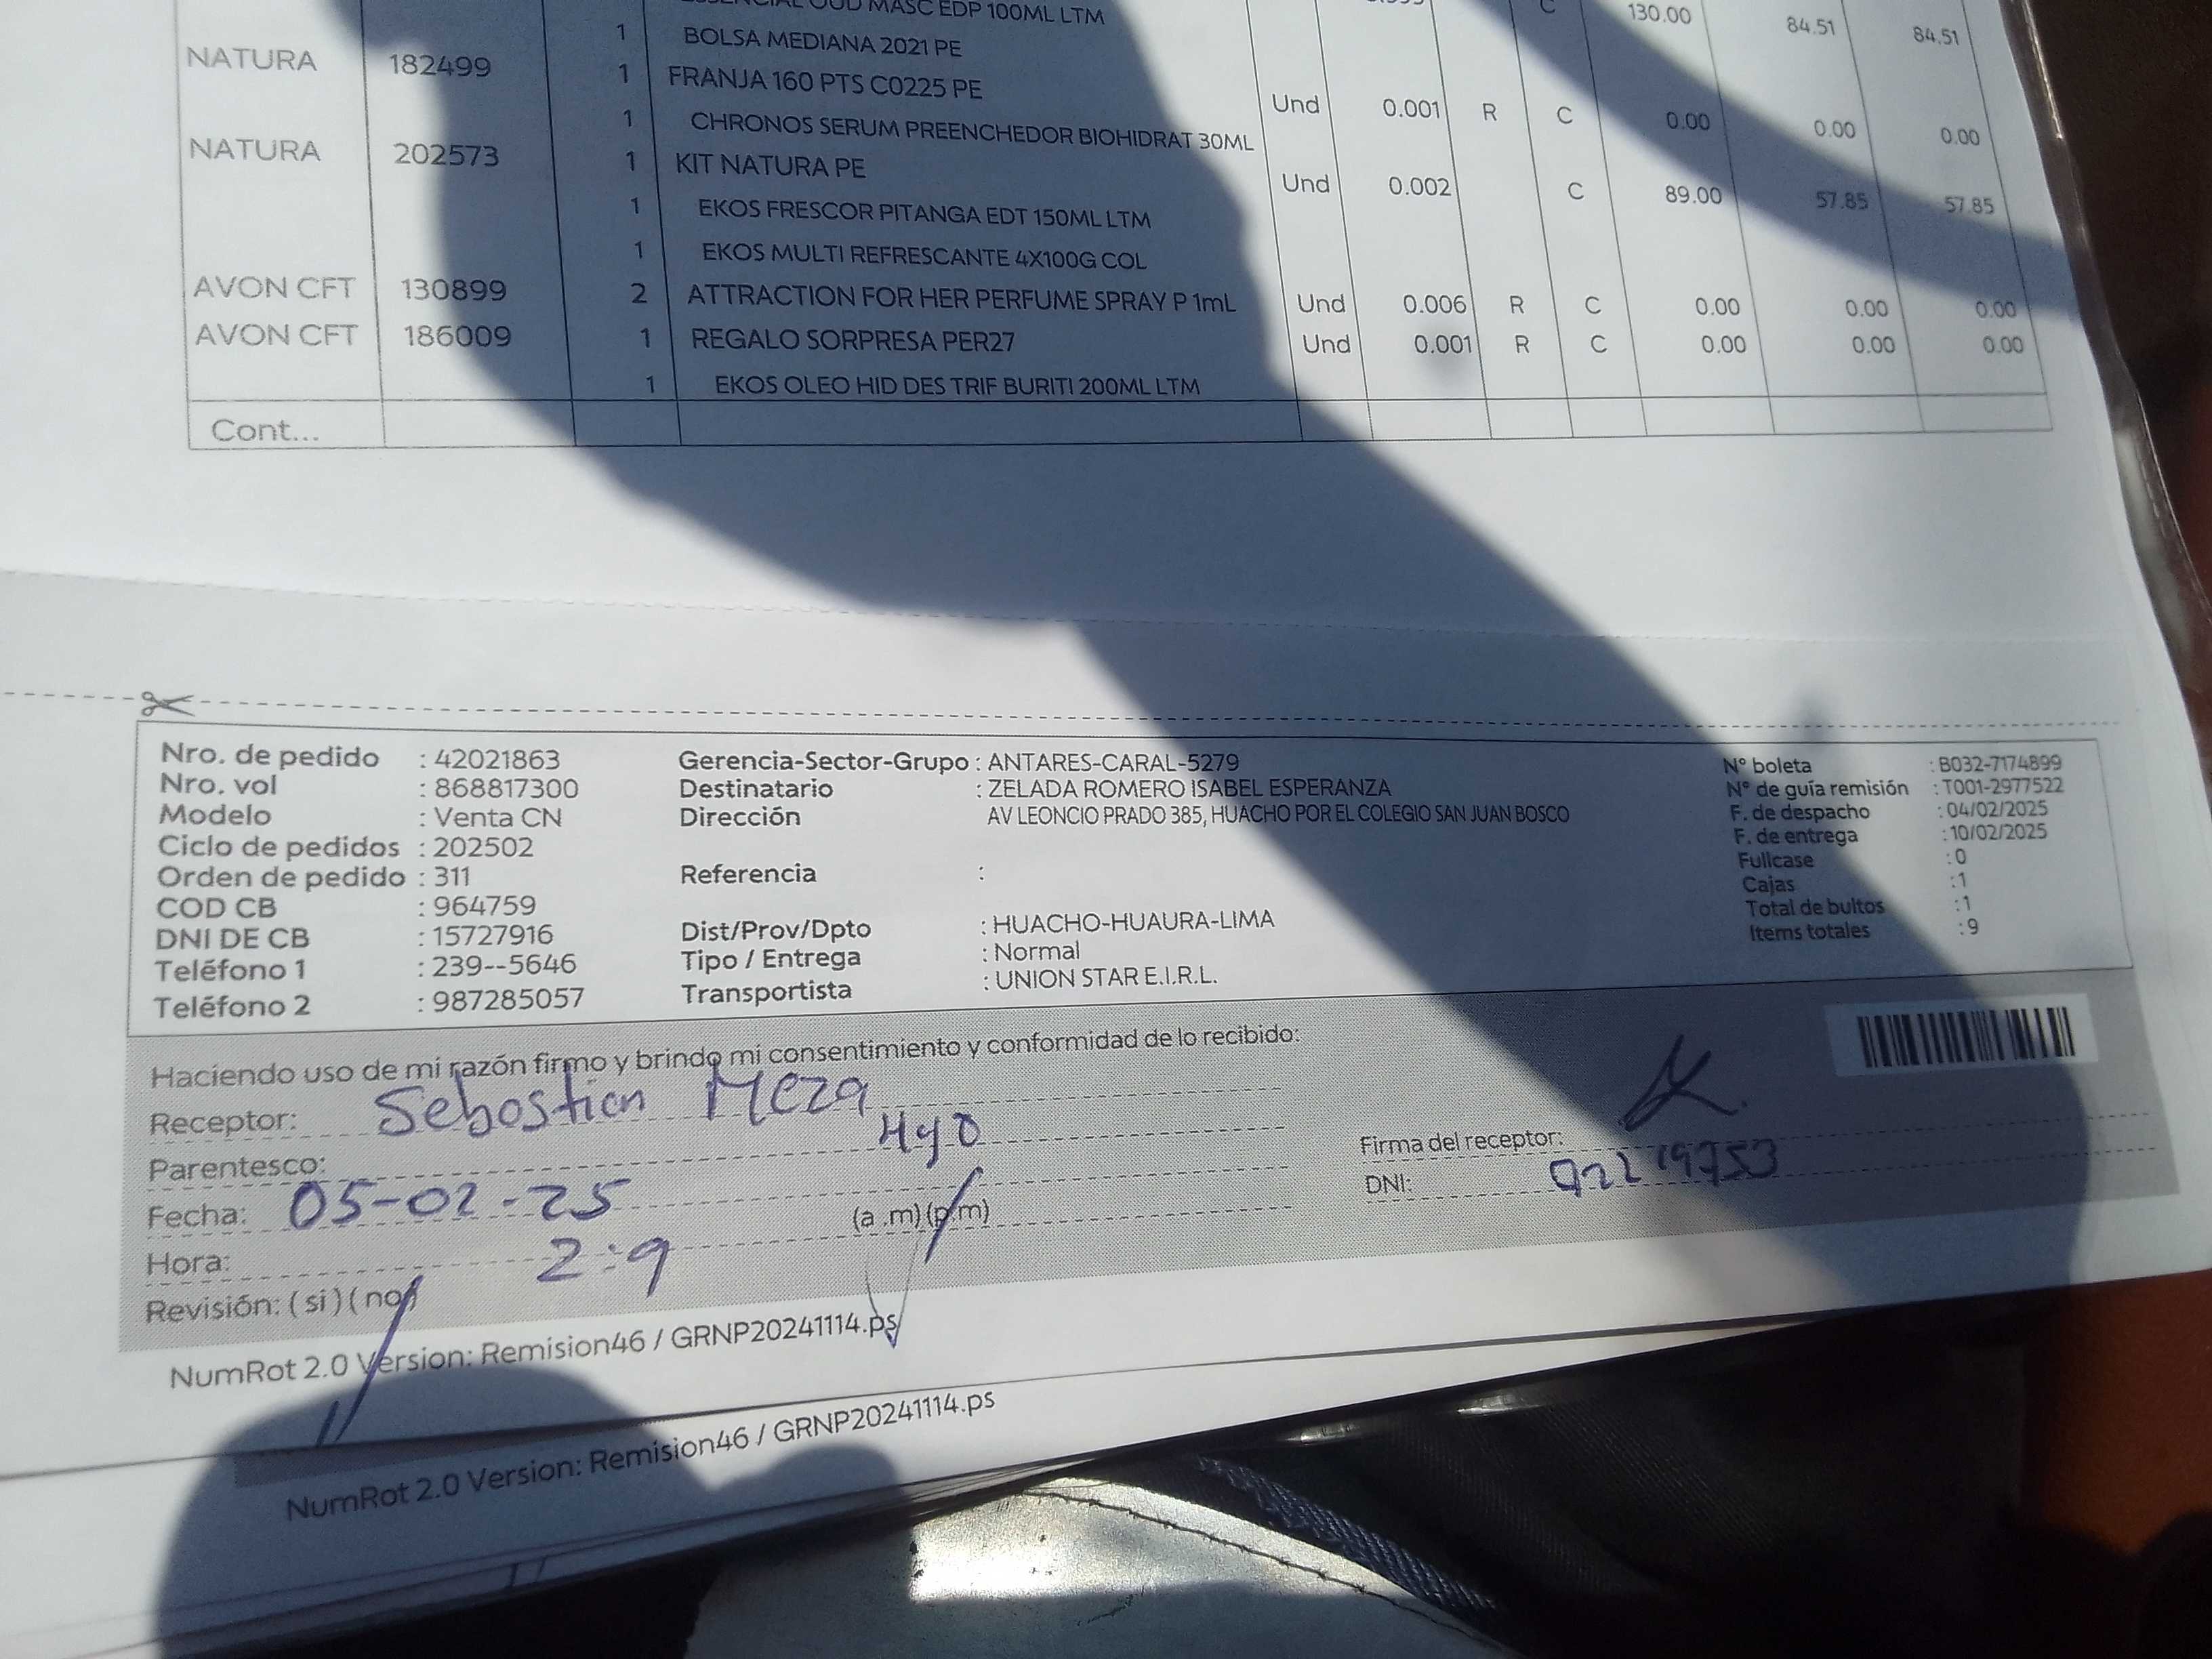 ESSENCIAL OUD MASC EDP 100ML LTM C 130.00 84.51 84.51
1 BOLSA MEDIANA 2021 PE
NATURA 182499 1 FRANJA 160 PTS C0225 PE Und 0.001 R C 0.00 0.00 0.00
1 CHRONOS SERUM PREENCHEDOR BIOHIDRAT 30ML
NATURA 202573 1 KIT NATURA PE Und 0.002 C 89.00 57.85 57.85
1 EKOS FRESCOR PITANGA EDT 150ML LTM
1 EKOS MULTI REFRESCANTE 4X100G COL
AVON CFT 130899 2 ATTRACTION FOR HER PERFUME SPRAY P 1mL Und 0.006 R C 0.00 0.00 0.00
AVON CFT 186009 1 REGALO SORPRESA PER27 Und 0.001 R C 0.00 0.00 0.00
1 EKOS OLEO HID DES TRIF BURITI 200ML LTM
Cont...
Nro. de pedido : 42021863
Nro. vol : 868817300
Modelo : Venta CN
Ciclo de pedidos : 202502
Orden de pedido : 311
COD CB : 964759
DNI DE CB : 15727916
Teléfono 1 : 239--5646
Teléfono 2 : 987285057
Gerencia-Sector-Grupo : ANTARES-CARAL-5279
Destinatario : ZELADA ROMERO ISABEL ESPERANZA
Dirección AV LEONCIO PRADO 385, HUACHO POR EL COLEGIO SAN JUAN BOSCO
Referencia :
Dist/Prov/Dpto : HUACHO-HUAURA-LIMA
Tipo / Entrega : Normal
Transportista : UNION STAR E.I.R.L.
N° boleta : B032-7174899
N° de guía remisión : T001-2977522
F. de despacho : 04/02/2025
F. de entrega : 10/02/2025
Fullcase : 0
Cajas : 1
Total de bultos : 1
Items totales : 9
Haciendo uso de mi razón firmo y brindo mi consentimiento y conformidad de lo recibido:
Receptor: Sebastian Meza
Parentesco: HyO
Fecha: 05-02-25 (a.m)(p.m)
Hora: 2:9
Revisión: (si) (no)
Firma del receptor:
DNI:
NumRot 2.0 Version: Remision46 / GRNP20241114.ps
NumRot 2.0 Version: Remision46 / GRNP20241114.ps